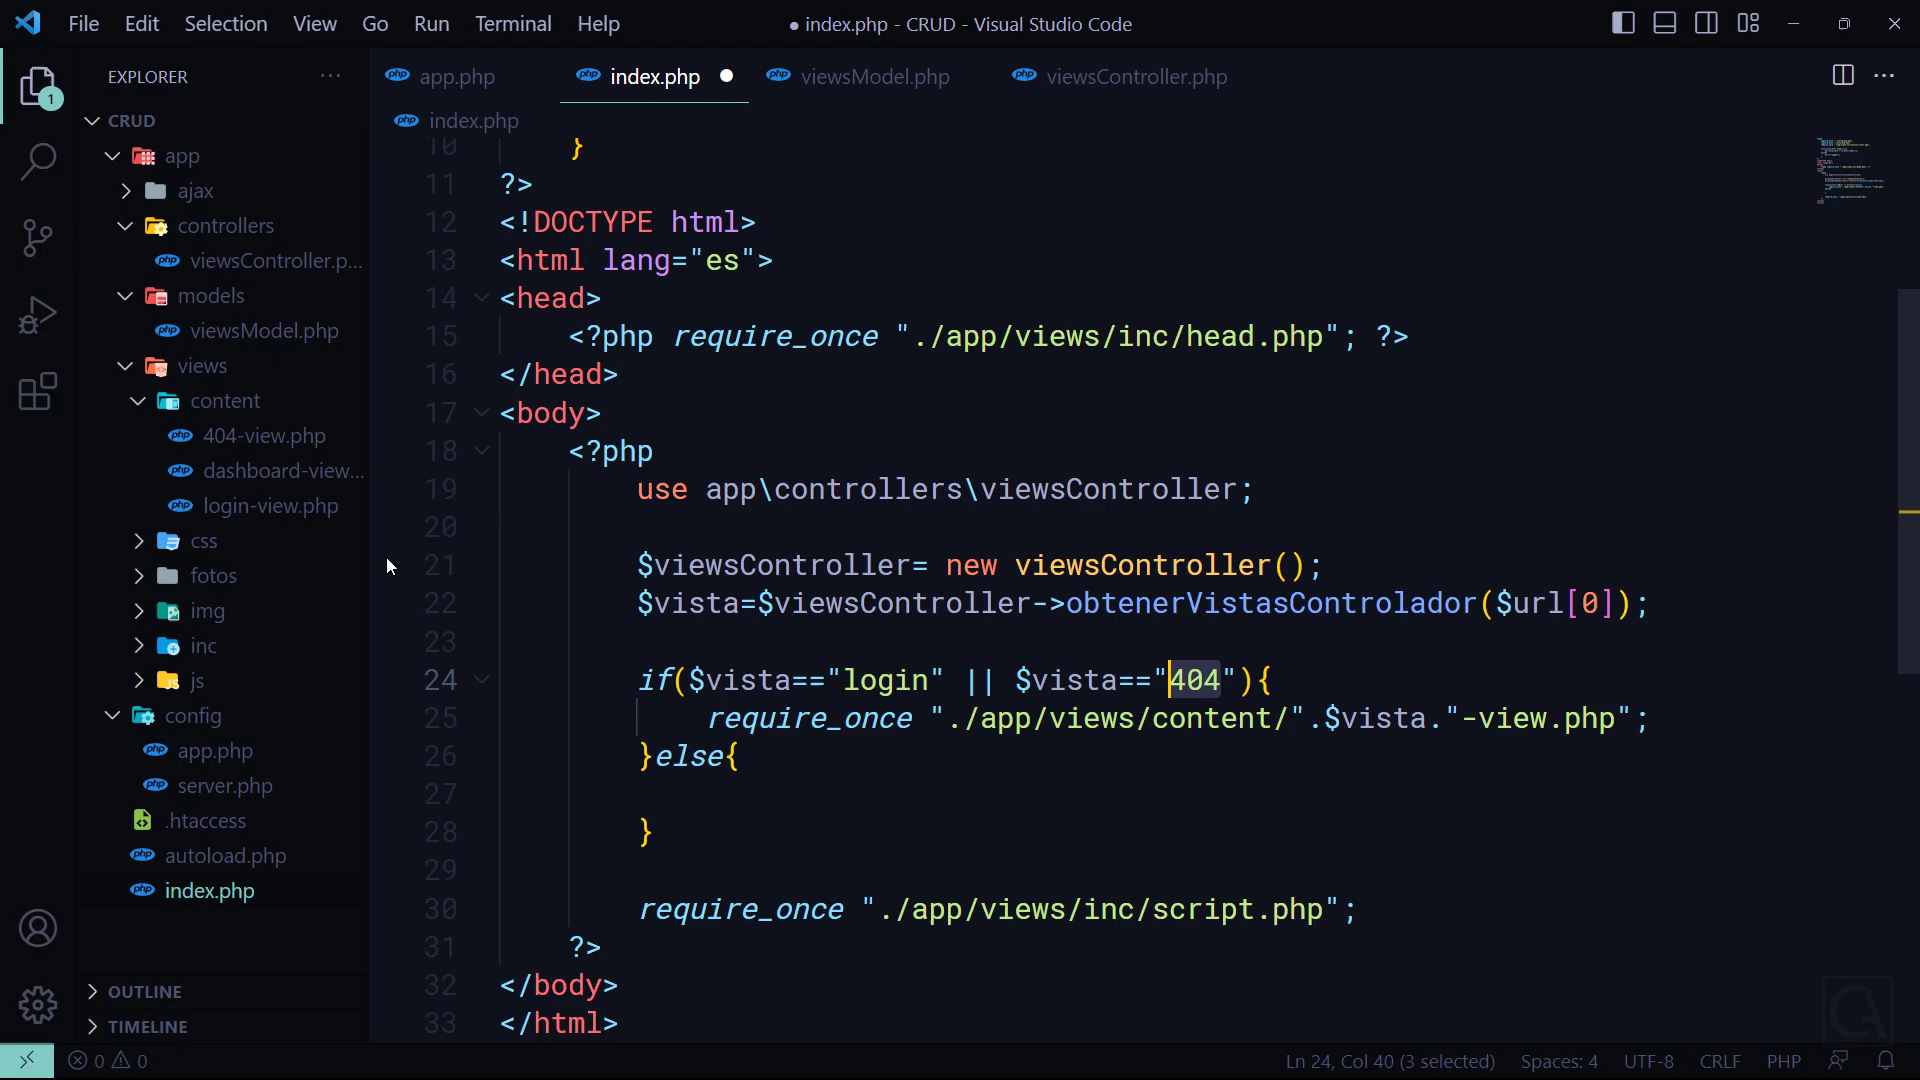 File Edit Selection View Go Run Terminal Help
● index.php - CRUD - Visual Studio Code
EXPLORER
1
CRUD
app
ajax
controllers
viewsController.p...
models
viewsModel.php
views
content
404-view.php
dashboard-view...
login-view.php
css
fotos
img
inc
js
config
app.php
server.php
.htaccess
autoload.php
index.php
OUTLINE
TIMELINE
app.php index.php viewsModel.php viewsController.php
index.php
10 }
11 ?>
12 <!DOCTYPE html>
13 <html lang="es">
14 <head>
15 <?php require_once "./app/views/inc/head.php"; ?>
16 </head>
17 <body>
18 <?php
19 use app\controllers\viewsController;
20
21 $viewsController= new viewsController();
22 $vista=$viewsController->obtenerVistasControlador($url[0]);
23
24 if($vista=="login" || $vista=="404"){
25 require_once "./app/views/content/".$vista."-view.php";
26 }else{
27
28 }
29
30 require_once "./app/views/inc/script.php";
31 ?>
32 </body>
33 </html>
0 0
Ln 24, Col 40 (3 selected) Spaces: 4 UTF-8 CRLF PHP
CA